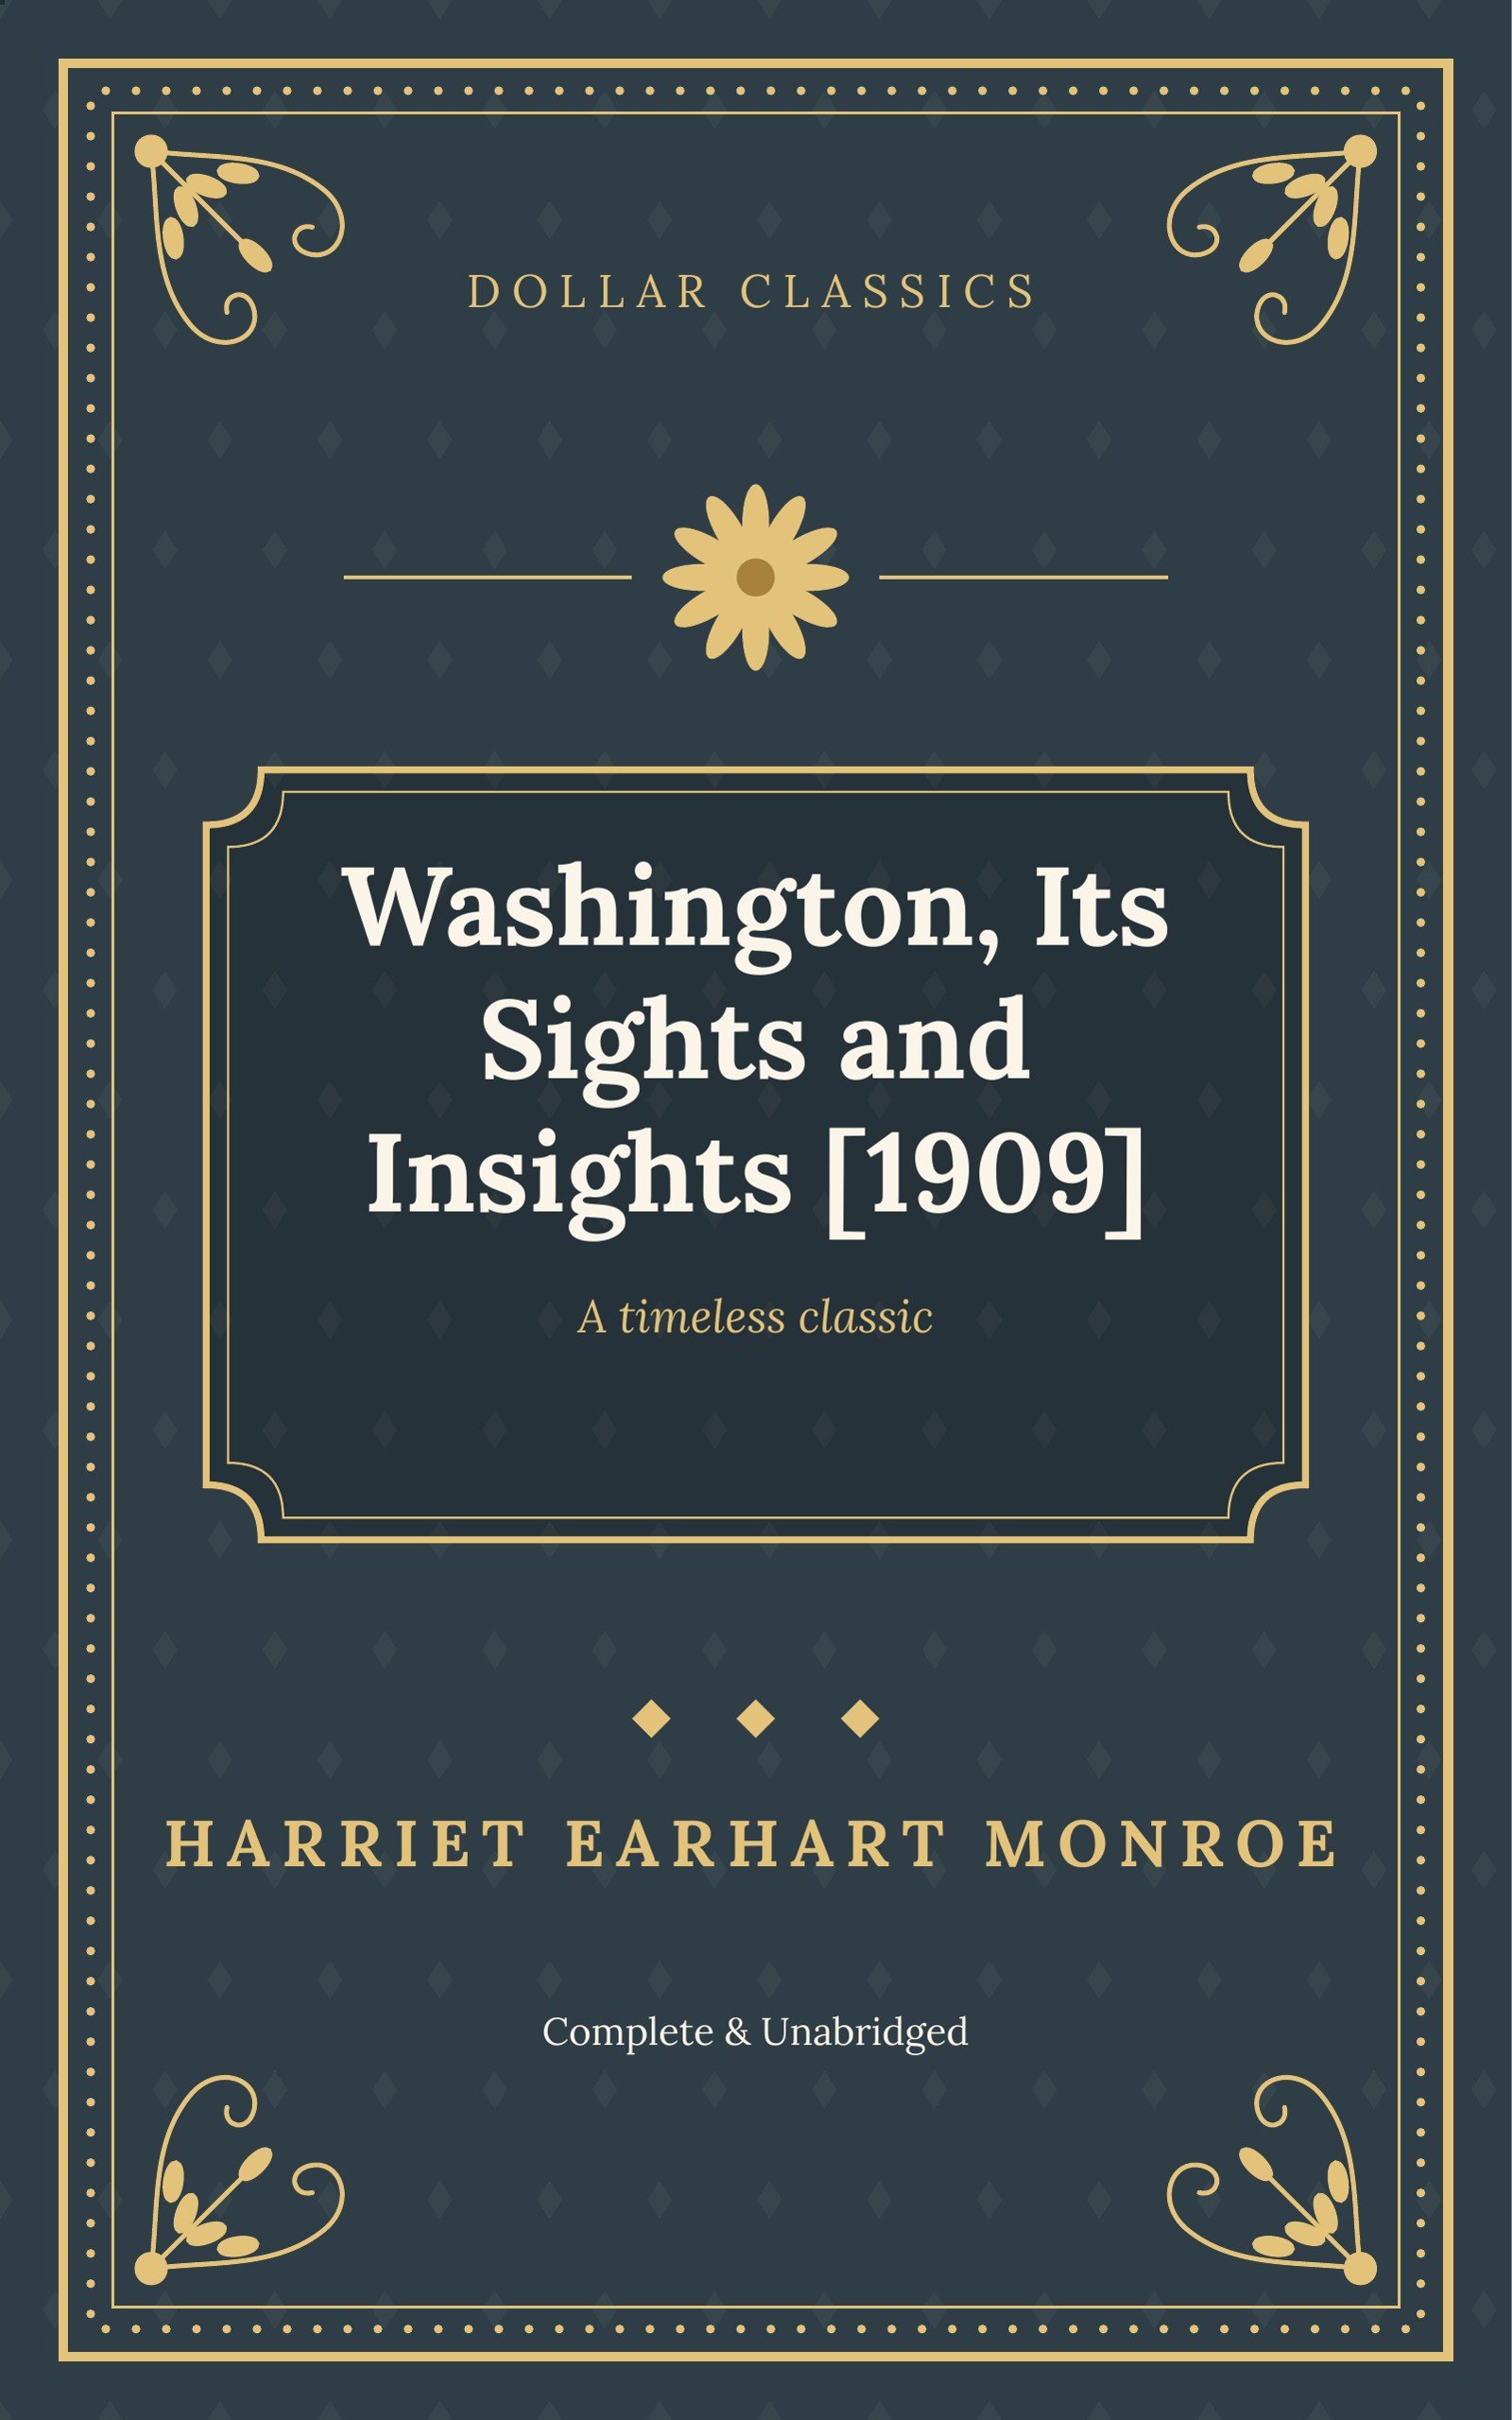 DOLLAR CLASSICS
Washington, Its
Sights and
Insights [1909]
A timeless classic
HARRIET EARHART MONROE
Complete & Unabridged